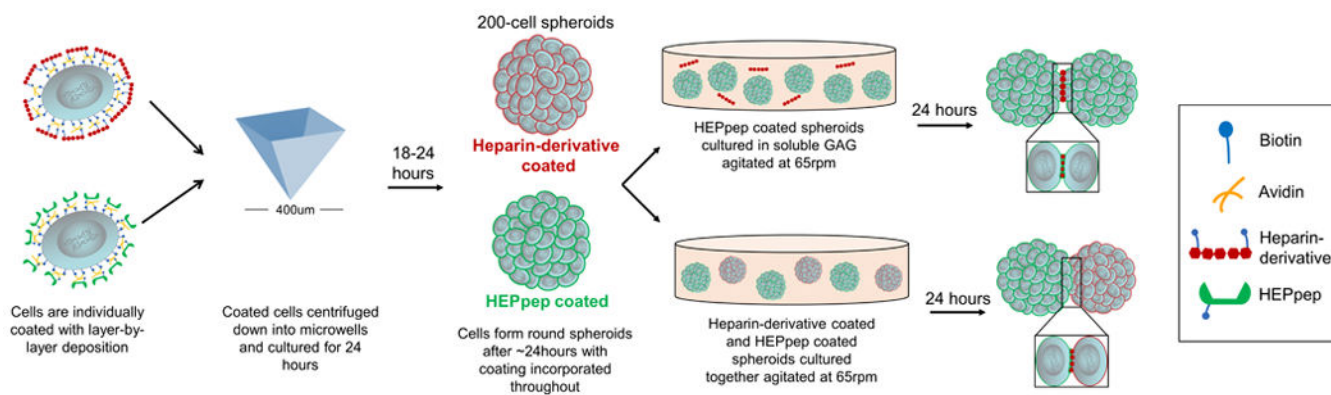 Cells are individually
coated with layer-by-
layer deposition
400um
Coated cells centrifuged
down into microwells
and cultured for 24
hours
18-24
hours
200-cell spheroids
Heparin-derivative
coated
HEPpep coated
Cells form round spheroids
after ~24hours with
coating incorporated
throughout
HEPpep coated spheroids
cultured in soluble GAG
agitated at 65rpm
24 hours
Heparin-derivative coated
and HEPpep coated
spheroids cultured
together agitated at 65rpm
24 hours
Biotin
Avidin
Heparin-
derivative
HEPpep